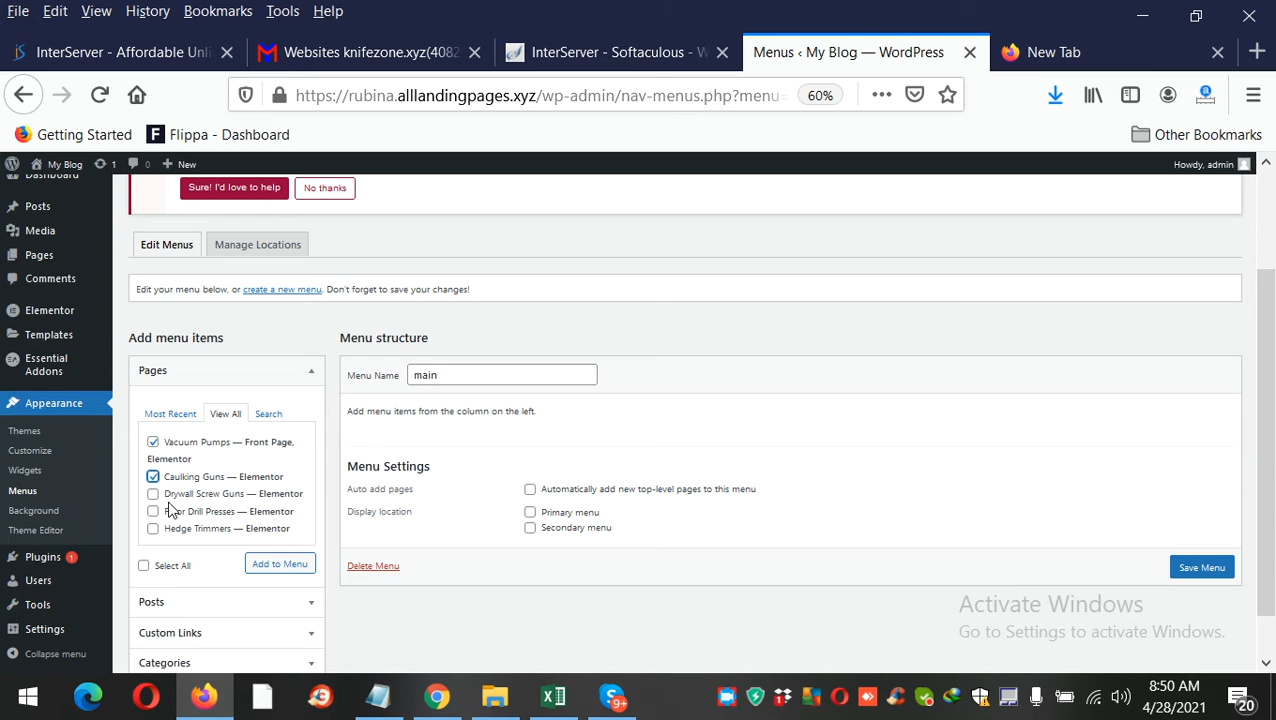 File Edit View History Bookmarks Tools Help
InterServer - Affordable Unli
Websites knifezone.xyz(4082
InterServer - Softaculous - W
Menus ‹ My Blog — WordPress
New Tab
https://rubina.alllandingpages.xyz/wp-admin/nav-menus.php?menu=
60%
Getting Started
Flippa - Dashboard
Other Bookmarks
My Blog 1 0 New
Howdy, admin
Dashboard
Posts
Media
Pages
Comments
Elementor
Templates
Essential
Addons
Appearance
Themes
Customize
Widgets
Menus
Background
Theme Editor
Plugins 1
Users
Tools
Settings
Collapse menu
Sure! I'd love to help
No thanks
Edit Menus
Manage Locations
Edit your menu below, or create a new menu. Don't forget to save your changes!
Add menu items
Pages
Most Recent View All Search
Vacuum Pumps — Front Page,
Elementor
Caulking Guns — Elementor
Drywall Screw Guns — Elementor
Drill Presses — Elementor
Hedge Trimmers — Elementor
Select All
Add to Menu
Posts
Custom Links
Categories
Menu structure
Menu Name main
Add menu items from the column on the left.
Menu Settings
Auto add pages
Automatically add new top-level pages to this menu
Display location
Primary menu
Secondary menu
Delete Menu
Save Menu
Activate Windows
Go to Settings to activate Windows.
9+
8:50 AM
4/28/2021
20